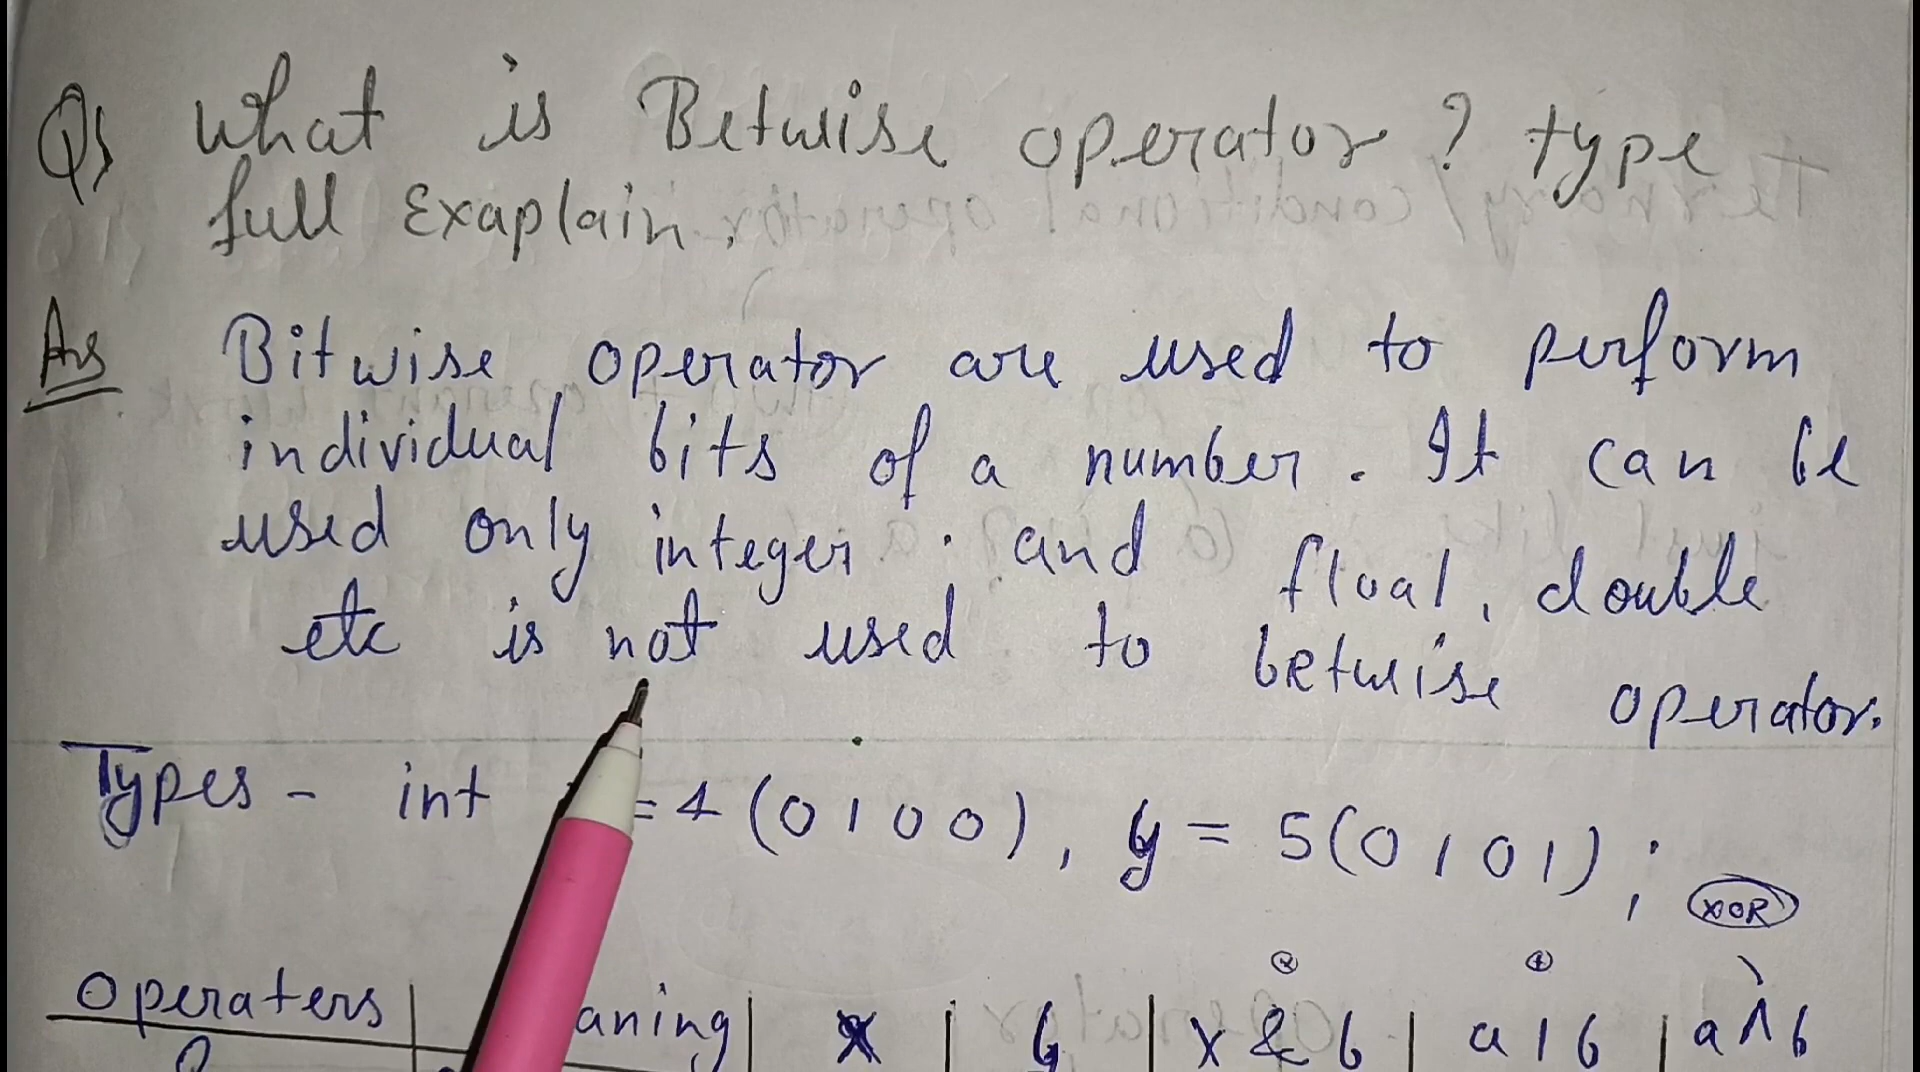 Q> What is Betwise operator ? type
full Exaplain.
Ans Bitwise operator are used to perform
individual bits of a number. It can be
used only integer. and float, double
etc is not used to betwise operator.
Types - int = 4 (0100), y = 5(0101);
XOR
operaters | aning | x | b | x & b | a | b | a ^ b